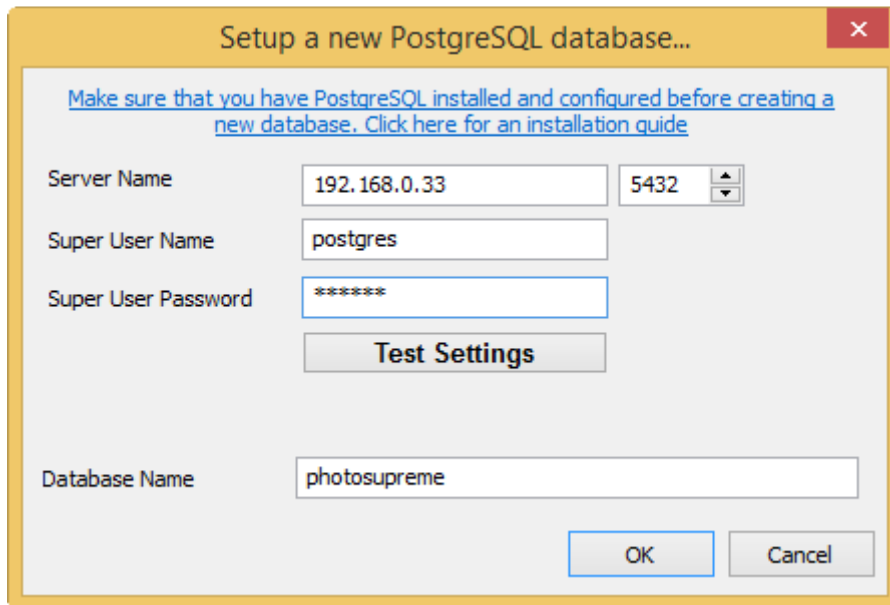 Setup a new PostgreSQL database...
Make sure that you have PostgreSQL installed and configured before creating a
new database. Click here for an installation guide
Server Name 192.168.0.33 5432
Super User Name postgres
Super User Password ******
Test Settings
Database Name photosupreme
OK Cancel